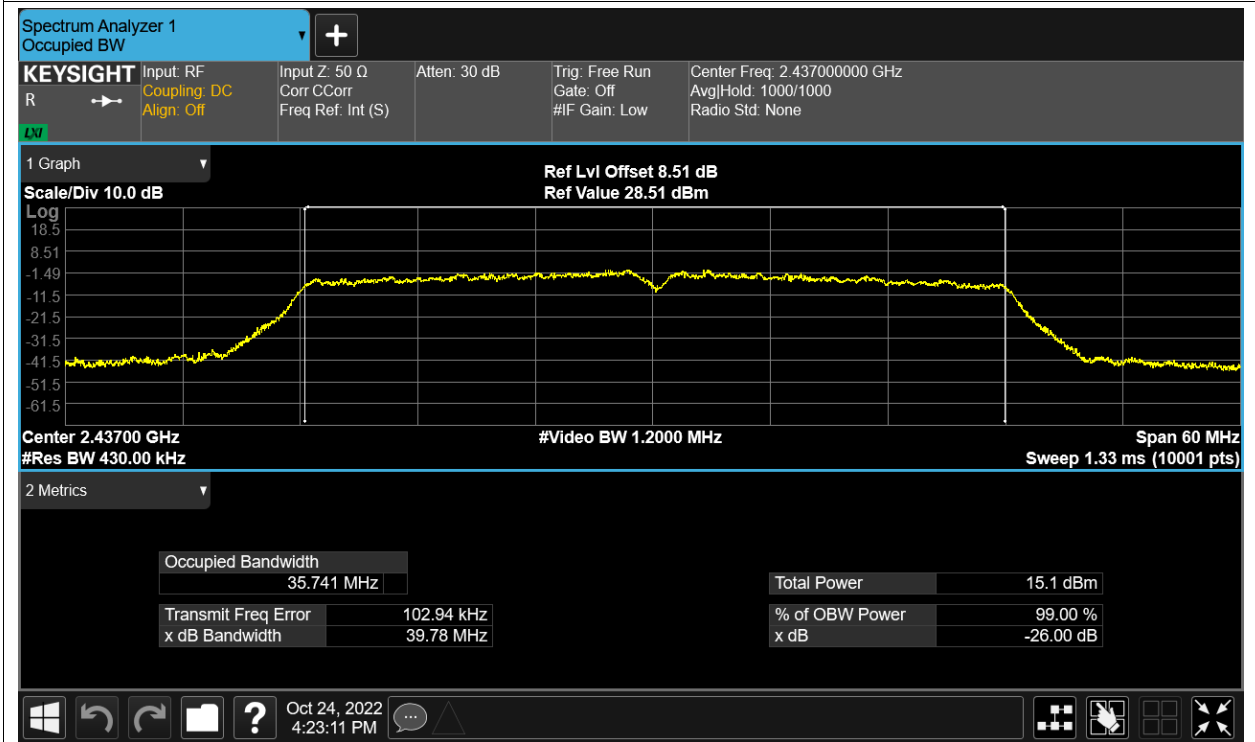 Spectrum Analyzer 1
Occupied BW
KEYSIGHT
R
LXI
Input: RF
Coupling: DC
Align: Off
Input Z: 50 Ω
Corr CCorr
Freq Ref: Int (S)
Atten: 30 dB
Trig: Free Run
Gate: Off
#IF Gain: Low
Center Freq: 2.437000000 GHz
Avg|Hold: 1000/1000
Radio Std: None
1 Graph
Scale/Div 10.0 dB
Ref Lvl Offset 8.51 dB
Ref Value 28.51 dBm
Log
18.5
8.51
-1.49
-11.5
-21.5
-31.5
-41.5
-51.5
-61.5
Center 2.43700 GHz
#Video BW 1.2000 MHz
Span 60 MHz
#Res BW 430.00 kHz
Sweep 1.33 ms (10001 pts)
2 Metrics
Occupied Bandwidth
35.741 MHz
Total Power 15.1 dBm
Transmit Freq Error 102.94 kHz
% of OBW Power 99.00 %
x dB Bandwidth 39.78 MHz
x dB -26.00 dB
?
Oct 24, 2022
4:23:11 PM